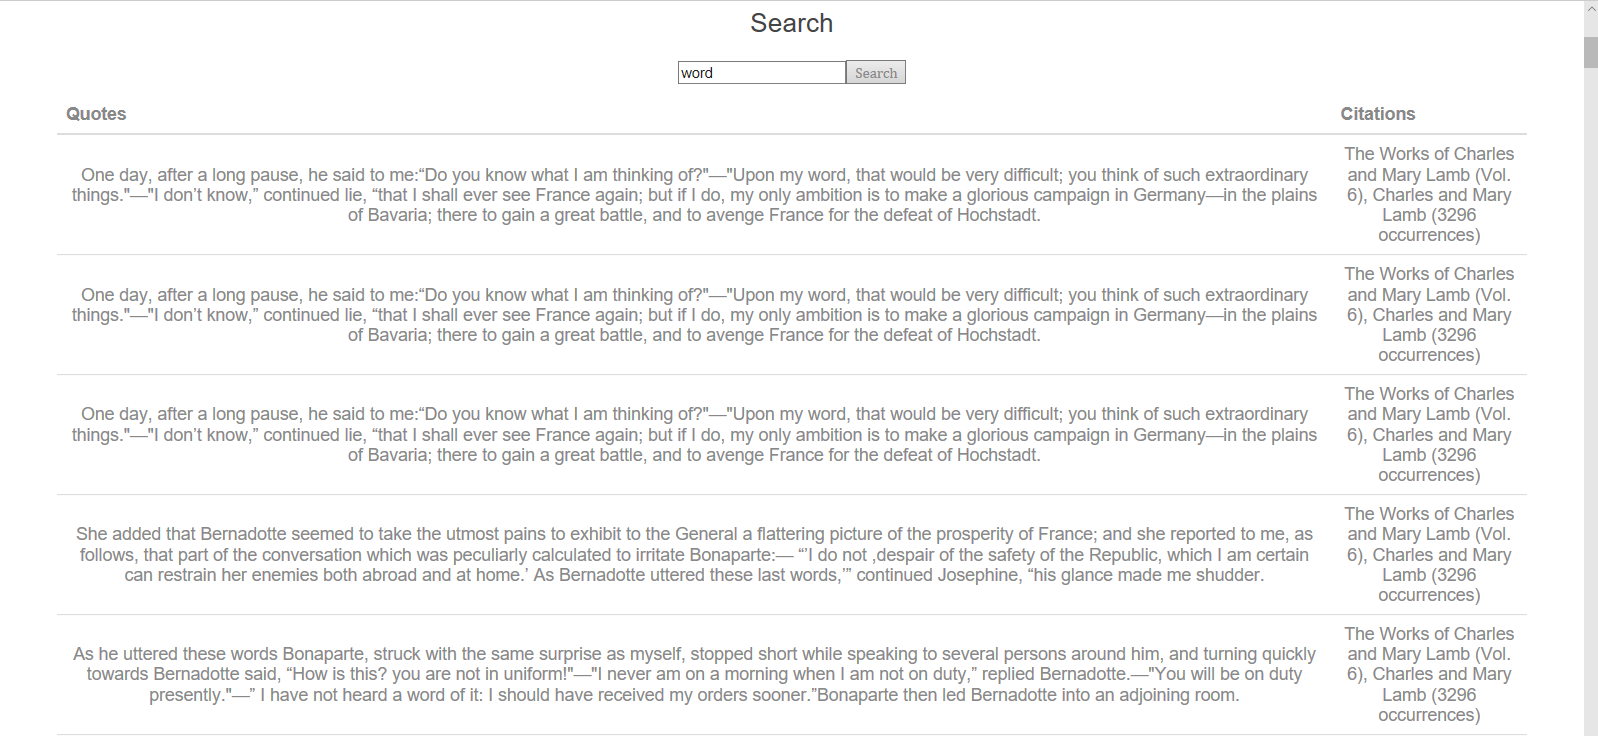 Search
word
Search
Quotes
Citations
One day, after a long pause, he said to me:“Do you know what I am thinking of?"—"Upon my word, that would be very difficult; you think of such extraordinary
things."—"I don’t know,” continued lie, “that I shall ever see France again; but if I do, my only ambition is to make a glorious campaign in Germany—in the plains
of Bavaria; there to gain a great battle, and to avenge France for the defeat of Hochstadt.
The Works of Charles
and Mary Lamb (Vol.
6), Charles and Mary
Lamb (3296
occurrences)
One day, after a long pause, he said to me:“Do you know what I am thinking of?"—"Upon my word, that would be very difficult; you think of such extraordinary
things."—"I don’t know,” continued lie, “that I shall ever see France again; but if I do, my only ambition is to make a glorious campaign in Germany—in the plains
of Bavaria; there to gain a great battle, and to avenge France for the defeat of Hochstadt.
The Works of Charles
and Mary Lamb (Vol.
6), Charles and Mary
Lamb (3296
occurrences)
One day, after a long pause, he said to me:“Do you know what I am thinking of?"—"Upon my word, that would be very difficult; you think of such extraordinary
things."—"I don’t know,” continued lie, “that I shall ever see France again; but if I do, my only ambition is to make a glorious campaign in Germany—in the plains
of Bavaria; there to gain a great battle, and to avenge France for the defeat of Hochstadt.
The Works of Charles
and Mary Lamb (Vol.
6), Charles and Mary
Lamb (3296
occurrences)
She added that Bernadotte seemed to take the utmost pains to exhibit to the General a flattering picture of the prosperity of France; and she reported to me, as
follows, that part of the conversation which was peculiarly calculated to irritate Bonaparte:— “’I do not ,despair of the safety of the Republic, which I am certain
can restrain her enemies both abroad and at home.’ As Bernadotte uttered these last words,’” continued Josephine, “his glance made me shudder.
The Works of Charles
and Mary Lamb (Vol.
6), Charles and Mary
Lamb (3296
occurrences)
As he uttered these words Bonaparte, struck with the same surprise as myself, stopped short while speaking to several persons around him, and turning quickly
towards Bernadotte said, “How is this? you are not in uniform!"—"I never am on a morning when I am not on duty,” replied Bernadotte.—"You will be on duty
presently."—” I have not heard a word of it: I should have received my orders sooner.”Bonaparte then led Bernadotte into an adjoining room.
The Works of Charles
and Mary Lamb (Vol.
6), Charles and Mary
Lamb (3296
occurrences)